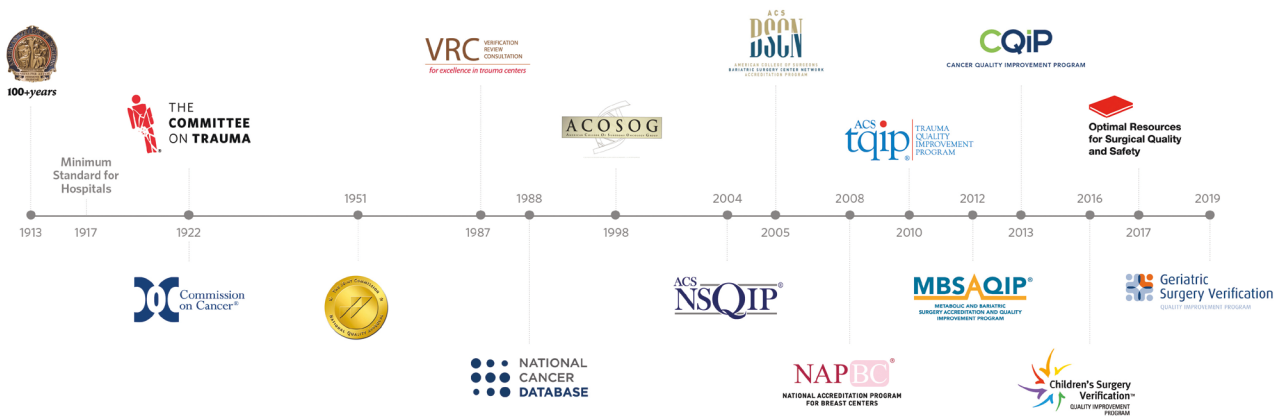 100+years
1913
Minimum
Standard for
Hospitals
1917
THE
COMMITTEE
ON TRAUMA
1922
Commission
on Cancer®
1951
NATIONAL QUALITY APPROVAL
VRC VERIFICATION
REVIEW
CONSULTATION
for excellence in trauma centers
1987
1988
NATIONAL
CANCER
DATABASE
ACOSOG
1998
2004
ACS
NSQIP®
ACS
BSCN
AMERICAN COLLEGE OF SURGEONS
BARIATRIC SURGERY CENTER NETWORK
ACCREDITATION PROGRAM
2005
2008
NAPBC®
NATIONAL ACCREDITATION PROGRAM
FOR BREAST CENTERS
ACS
tqip®
TRAUMA
QUALITY
IMPROVEMENT
PROGRAM
2010
2012
MBSAQIP®
METABOLIC AND BARIATRIC
SURGERY ACCREDITATION AND QUALITY
IMPROVEMENT PROGRAM
CQiP
CANCER QUALITY IMPROVEMENT PROGRAM
2013
2016
Children's Surgery
Verification™
QUALITY IMPROVEMENT
PROGRAM
Optimal Resources
for Surgical Quality
and Safety
2017
2019
Geriatric
Surgery Verification
QUALITY IMPROVEMENT PROGRAM